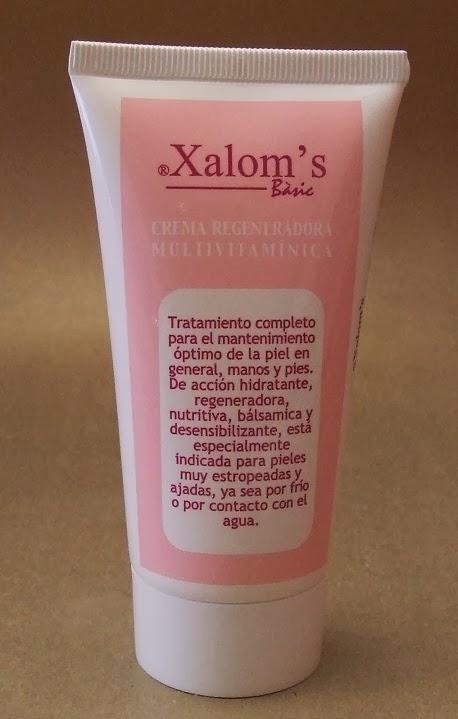 ®Xalom's
Bàsic
CREMA REGENERADORA
MULTIVITAMÍNICA
Tratamiento completo
para el mantenimiento
óptimo de la piel en
general, manos y pies.
De acción hidratante,
regeneradora,
nutritiva, bálsamica y
desensibilizante, está
especialmente
indicada para pieles
muy estropeadas y
ajadas, ya sea por frío
o por contacto con el
agua.